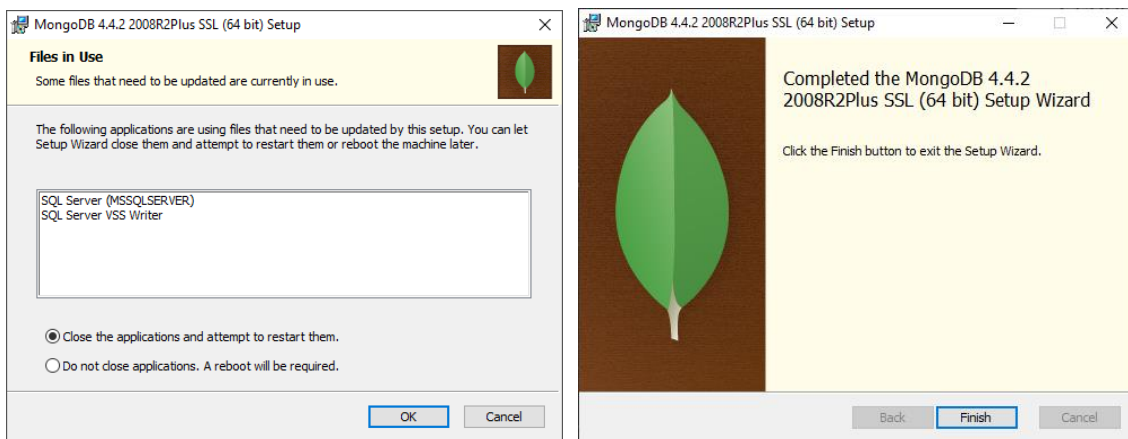 MongoDB 4.4.2 2008R2Plus SSL (64 bit) Setup
Files in Use
Some files that need to be updated are currently in use.
The following applications are using files that need to be updated by this setup. You can let
Setup Wizard close them and attempt to restart them or reboot the machine later.
SQL Server (MSSQLSERVER)
SQL Server VSS Writer
Close the applications and attempt to restart them.
Do not close applications. A reboot will be required.
OK
Cancel
MongoDB 4.4.2 2008R2Plus SSL (64 bit) Setup
Completed the MongoDB 4.4.2
2008R2Plus SSL (64 bit) Setup Wizard
Click the Finish button to exit the Setup Wizard.
Back
Finish
Cancel